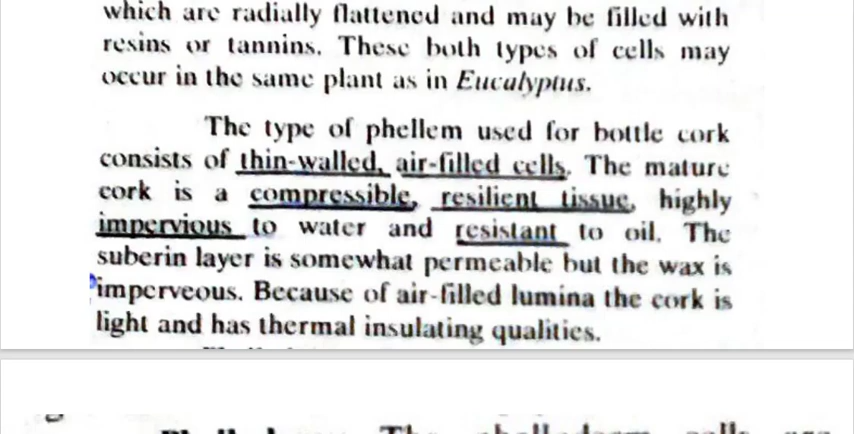 which are radially flattened and may be filled with
resins or tannins. These both types of cells may
occur in the same plant as in Eucalyptus.
The type of phellem used for bottle cork
consists of thin-walled, air-filled cells. The mature
cork is a compressible, resilient tissue, highly
impervious to water and resistant to oil. The
suberin layer is somewhat permeable but the wax is
imperveous. Because of air-filled lumina the cork is
light and has thermal insulating qualities.